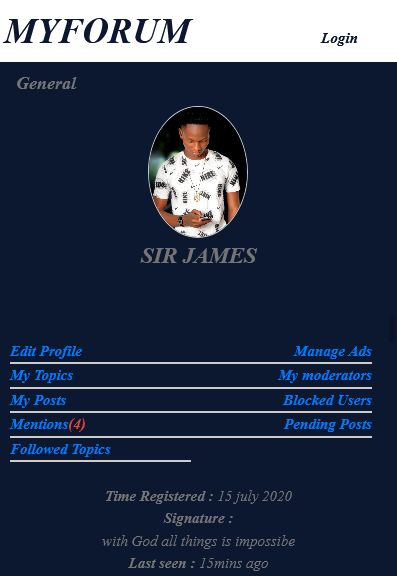 MYFORUM
Login
General
SIR JAMES
Edit Profile Manage Ads
My Topics My moderators
My Posts Blocked Users
Mentions(4) Pending Posts
Followed Topics
Time Registered : 15 july 2020
Signature :
with God all things is impossibe
Last seen : 15mins ago